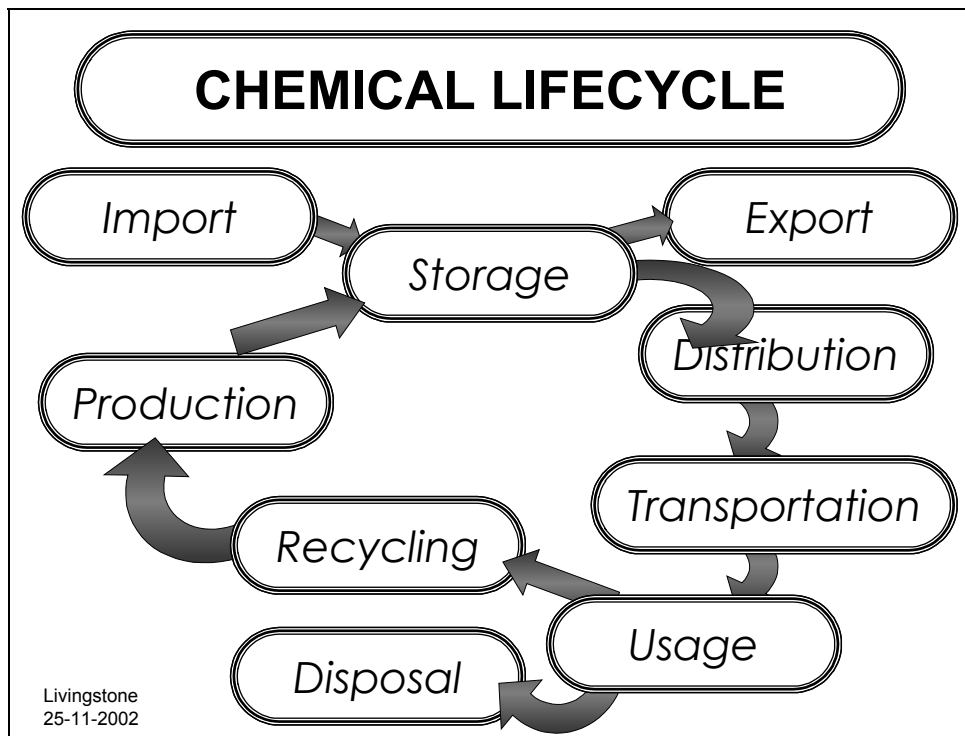 CHEMICAL LIFECYCLE
Import
Export
Storage
Distribution
Production
Transportation
Recycling
Usage
Disposal
Livingstone
25-11-2002